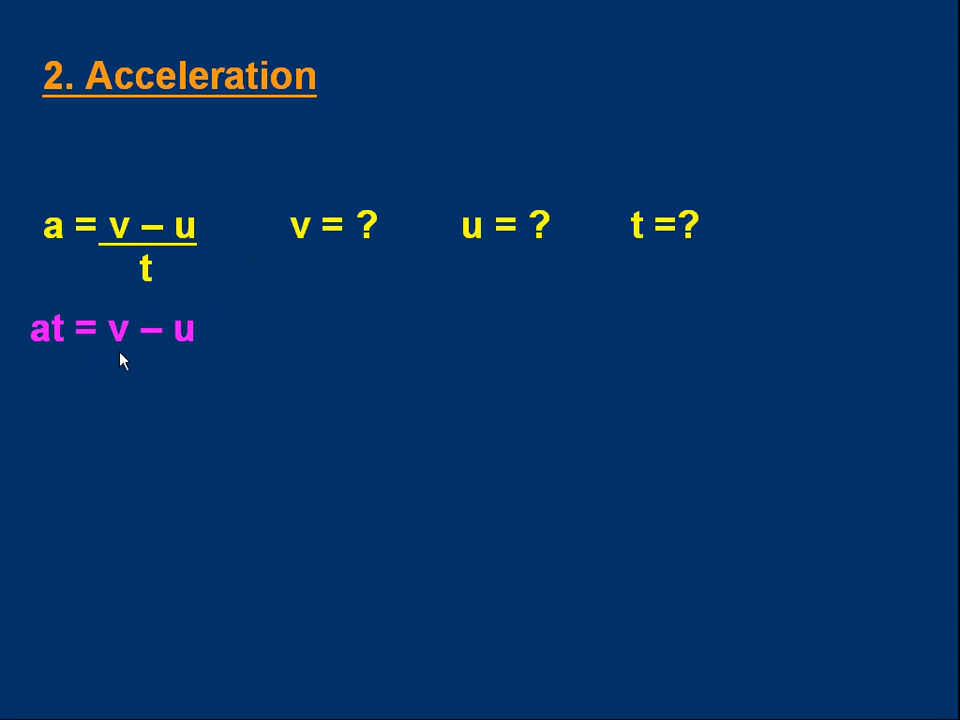 2. Acceleration
a = v – u v = ? u = ? t =?
t
at = v – u